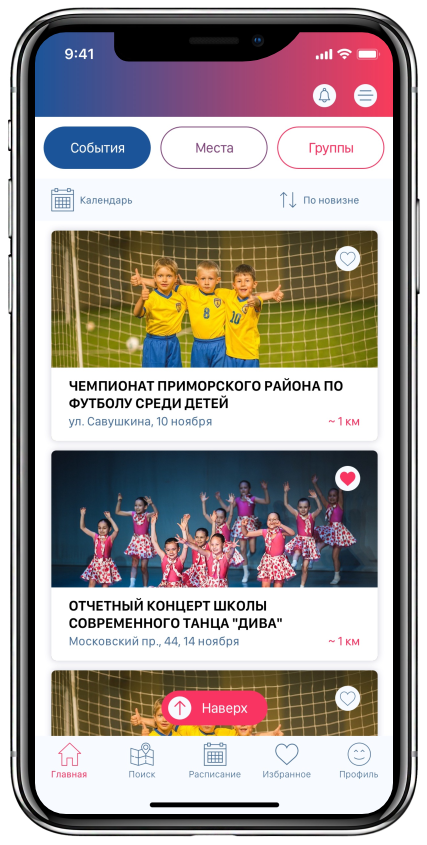 9:41
События
Места
Группы
Календарь
По новизне
8
10
ЧЕМПИОНАТ ПРИМОРСКОГО РАЙОНА ПО
ФУТБОЛУ СРЕДИ ДЕТЕЙ
ул. Савушкина, 10 ноября
~ 1 км
ОТЧЕТНЫЙ КОНЦЕРТ ШКОЛЫ
СОВРЕМЕННОГО ТАНЦА "ДИВА"
Московский пр., 44, 14 ноября
~ 1 км
Наверх
Главная
Поиск
Расписание
Избранное
Профиль